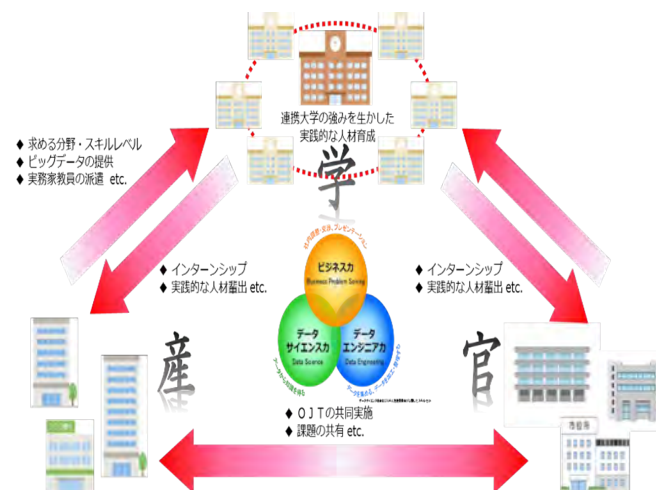 連携大学の強みを生かした
実践的な人材育成
学
◆ 求める分野・スキルレベル
◆ ビッグデータの提供
◆ 実務家教員の派遣 etc.
◆ インターンシップ
◆ 実践的な人材輩出 etc.
◆ インターンシップ
◆ 実践的な人材輩出 etc.
ビジネス力
Business Problem Solving
データ
サイエンス力
Data Science
データ
エンジニア力
Data Engineering
産
官
◆ OJTの共同実施
◆ 課題の共有 etc.
市役所